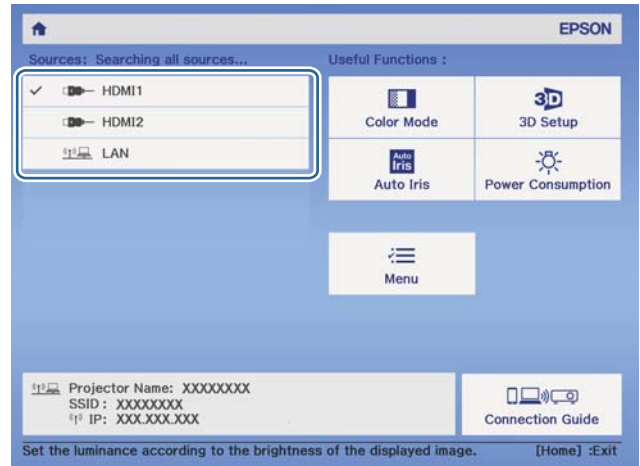 EPSON
Sources: Searching all sources...
HDMI1
HDMI2
LAN
Useful Functions :
Color Mode
3D
3D Setup
Auto
Iris
Auto Iris
Power Consumption
Menu
Projector Name: XXXXXXXX
SSID : XXXXXXXX
IP: XXX.XXX.XXX
Connection Guide
Set the luminance according to the brightness of the displayed image. [Home] :Exit